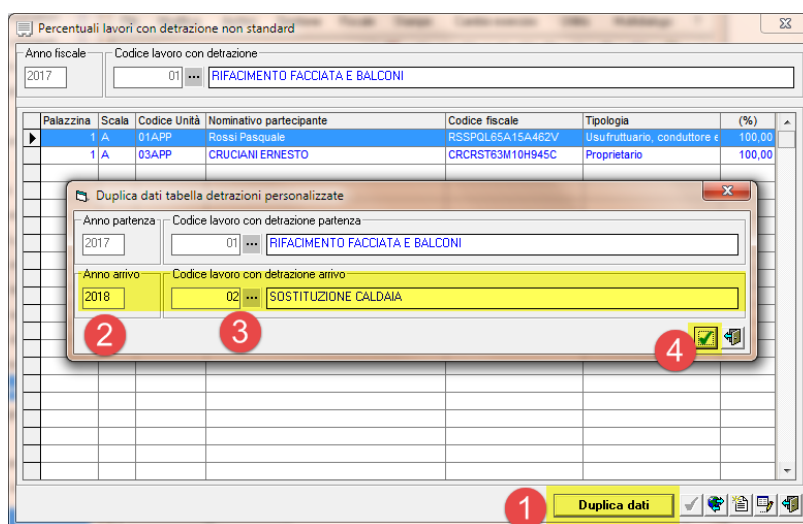 Percentuali lavori con detrazione non standard
Anno fiscale
Codice lavoro con detrazione
2017
01
RIFACIMENTO FACCIATA E BALCONI
Palazzina Scala Codice Unità Nominativo partecipante Codice fiscale Tipologia (%)
1 A 01APP Rossi Pasquale RSSPQL65A15A462V Usufruttuario, conduttore e 100,00
1 A 03APP CRUCIANI ERNESTO CRCRST63M10H945C Proprietario 100,00
Duplica dati tabella detrazioni personalizzate
Anno partenza
Codice lavoro con detrazione partenza
2017
01
RIFACIMENTO FACCIATA E BALCONI
Anno arrivo
Codice lavoro con detrazione arrivo
2018
02
SOSTITUZIONE CALDAIA
2
3
4
1
Duplica dati